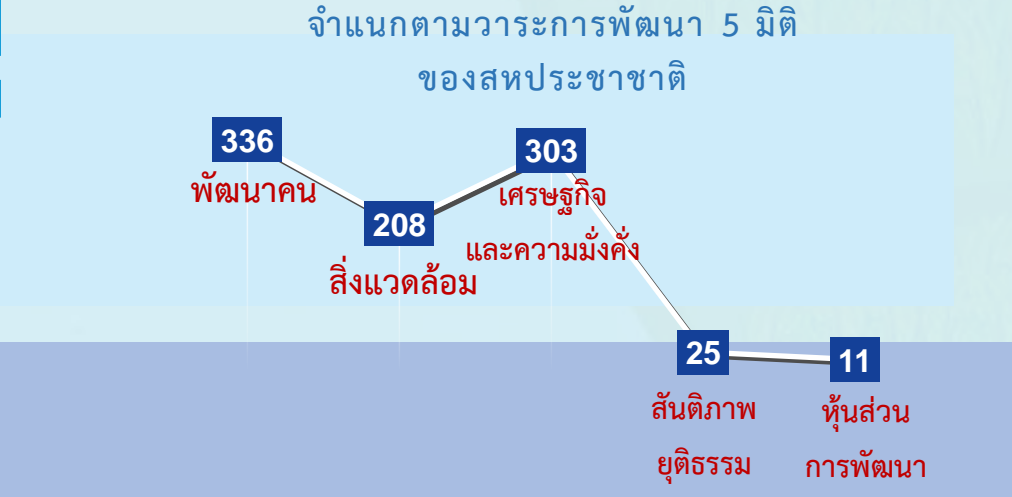 จำแนกตามวาระการพัฒนา 5 มิติ
ของสหประชาชาติ
336
พัฒนาคน
208
สิ่งแวดล้อม
303
เศรษฐกิจ
และความมั่งคั่ง
25
สันติภาพ
ยุติธรรม
11
หุ้นส่วน
การพัฒนา